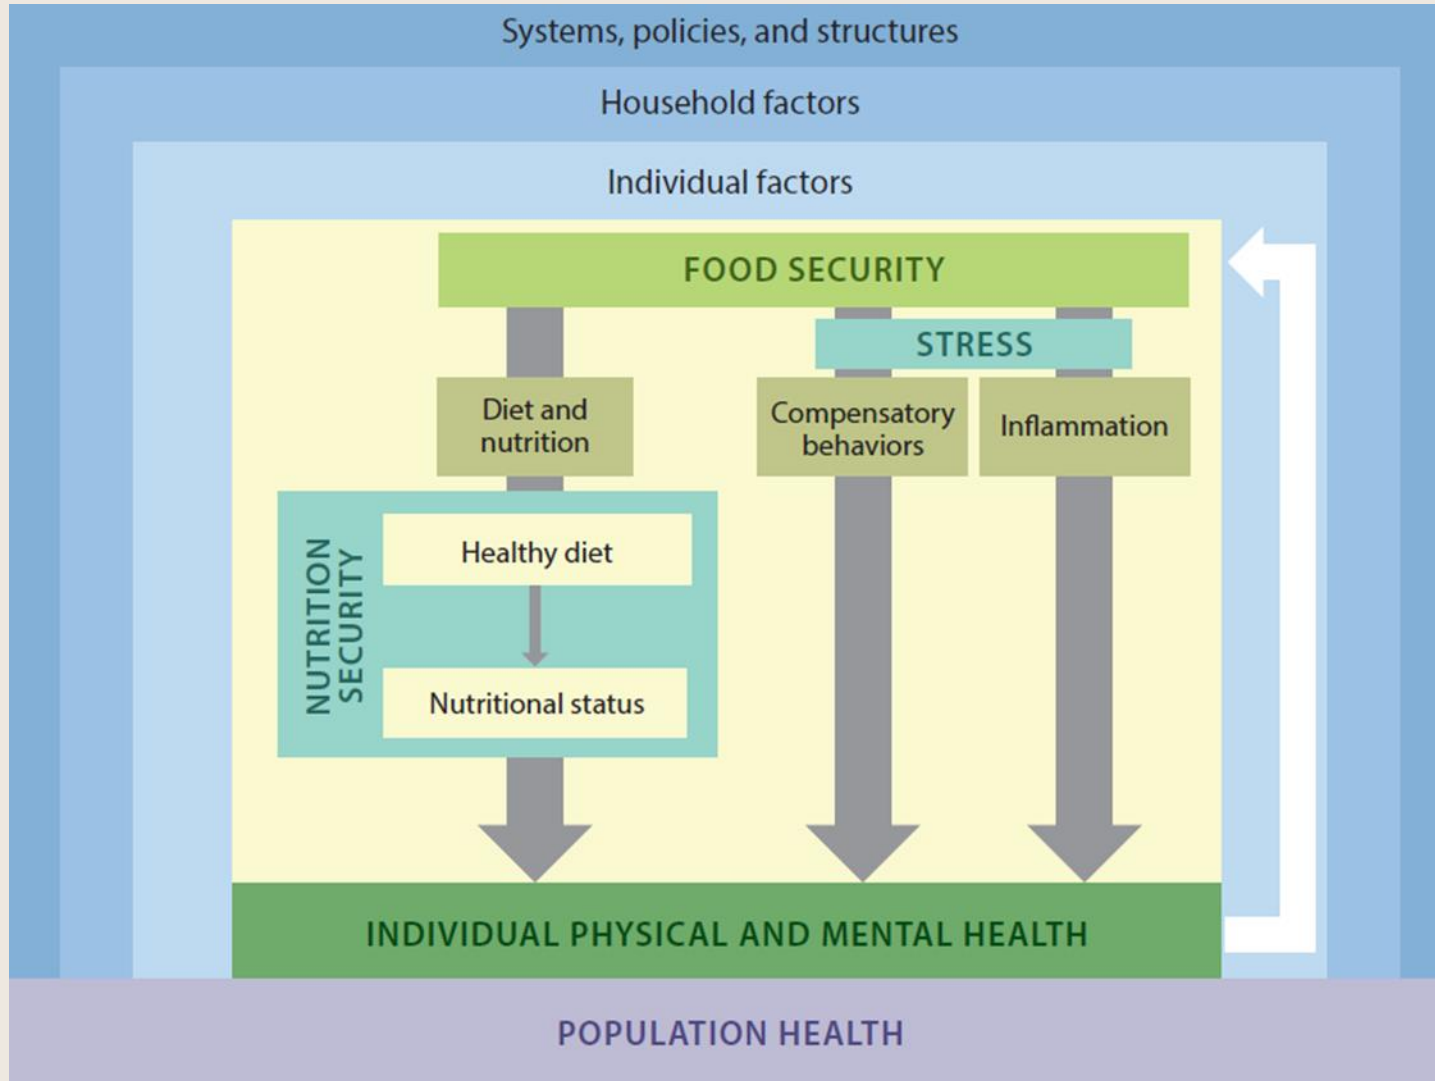 Systems, policies, and structures
Household factors
Individual factors
FOOD SECURITY
STRESS
Diet and
nutrition
Compensatory
behaviors
Inflammation
NUTRITION
SECURITY
Healthy diet
Nutritional status
INDIVIDUAL PHYSICAL AND MENTAL HEALTH
POPULATION HEALTH